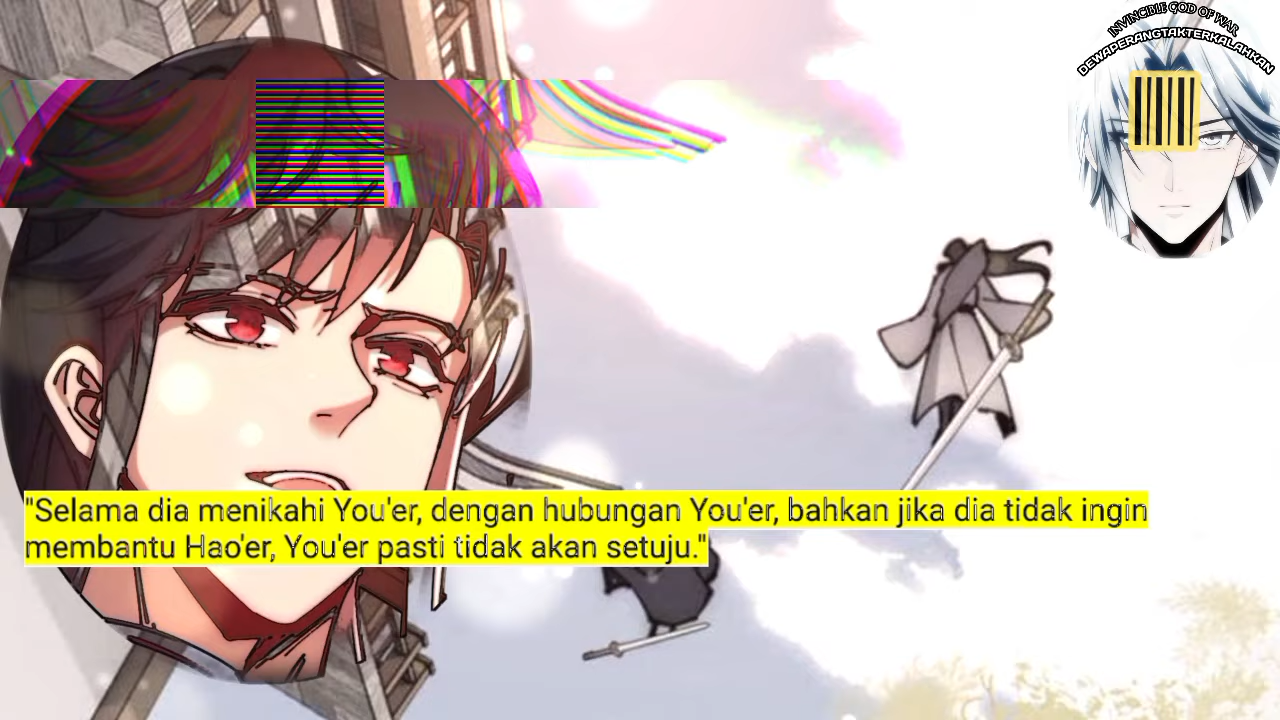 INVINCIBLE GOD OF WAR
DEWAPERANGTAKTERKALAHKAN
"Selama dia menikahi You'er, dengan hubungan You'er, bahkan jika dia tidak ingin
membantu Hao'er, You'er pasti tidak akan setuju."